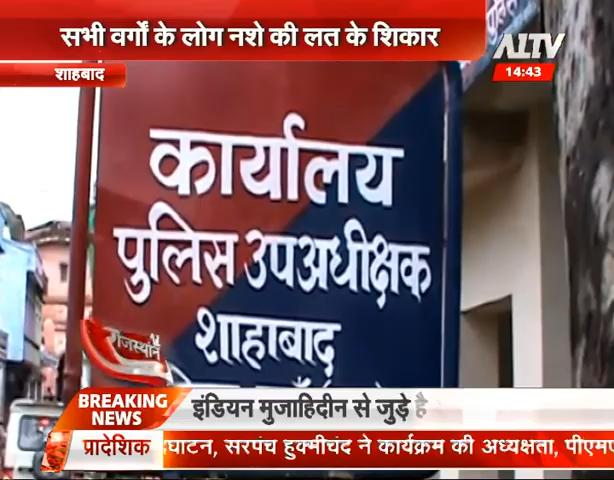 सभी वर्गों के लोग नशे की लत के शिकार
शाहबाद
A1TV
14:43
कार्यालय
पुलिस उपअधीक्षक
शाहाबाद
राजस्थान
BREAKING NEWS
इंडियन मुजाहिदीन से जुड़े है
प्रादेशिक
घाटन, सरपंच हुक्मीचंद ने कार्यक्रम की अध्यक्षता, पीएम